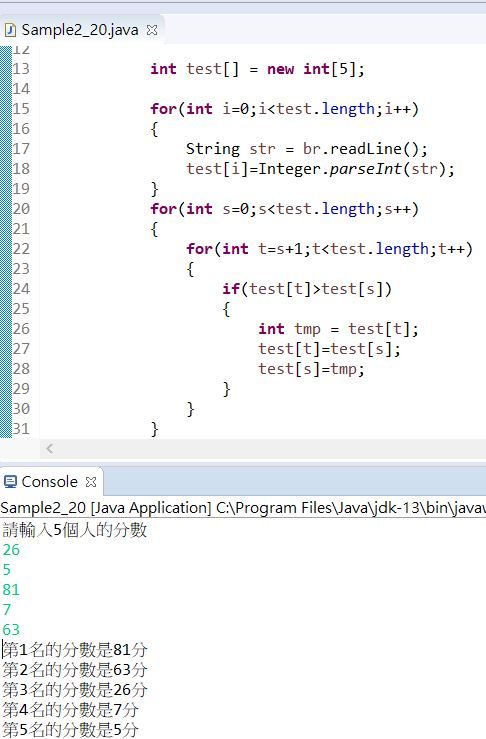 Sample2_20.java
12
13 int test[] = new int[5];
14
15 for(int i=0;i<test.length;i++)
16 {
17 String str = br.readLine();
18 test[i]=Integer.parseInt(str);
19 }
20 for(int s=0;s<test.length;s++)
21 {
22 for(int t=s+1;t<test.length;t++)
23 {
24 if(test[t]>test[s])
25 {
26 int tmp = test[t];
27 test[t]=test[s];
28 test[s]=tmp;
29 }
30 }
31 }
Console
Sample2_20 [Java Application] C:\Program Files\Java\jdk-13\bin\javaw
請輸入5個人的分數
26
5
81
7
63
第1名的分數是81分
第2名的分數是63分
第3名的分數是26分
第4名的分數是7分
第5名的分數是5分